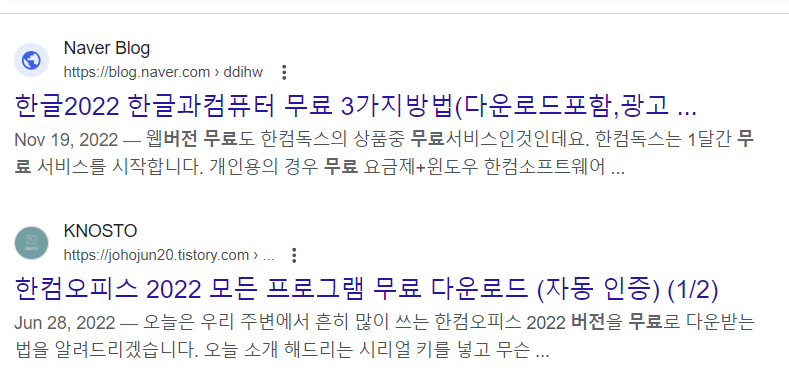 Naver Blog
https://blog.naver.com › ddihw
한글2022 한글과컴퓨터 무료 3가지방법(다운로드포함,광고 ...
Nov 19, 2022 — 웹버전 무료도 한컴독스의 상품중 무료서비스인것인데요. 한컴독스는 1달간 무
료 서비스를 시작합니다. 개인용의 경우 무료 요금제+윈도우 한컴소프트웨어 ...
KNOSTO
https://johojun20.tistory.com › ...
한컴오피스 2022 모든 프로그램 무료 다운로드 (자동 인증) (1/2)
Jun 28, 2022 — 오늘은 우리 주변에서 흔히 많이 쓰는 한컴오피스 2022 버전을 무료로 다운받는
법을 알려드리겠습니다. 오늘 소개 해드리는 시리얼 키를 넣고 무슨 ...